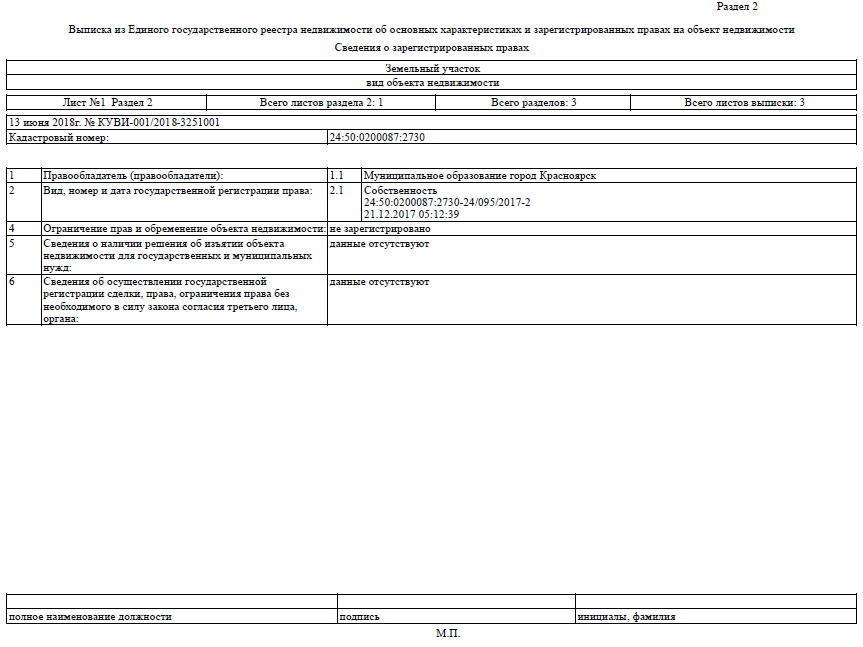 Раздел 2
Выписка из Единого государственного реестра недвижимости об основных характеристиках и зарегистрированных правах на объект недвижимости
Сведения о зарегистрированных правах
Земельный участок
вид объекта недвижимости
Лист №1 Раздел 2 Всего листов раздела 2: 1 Всего разделов: 3 Всего листов выписки: 3
13 июня 2018г. № КУВИ-001/2018-3251001
Кадастровый номер: 24:50:0200087:2730
1 Правообладатель (правообладатели): 1.1 Муниципальное образование город Красноярск
2 Вид, номер и дата государственной регистрации права: 2.1 Собственность
24:50:0200087:2730-24/095/2017-2
21.12.2017 05:12:39
4 Ограничение прав и обременение объекта недвижимости: не зарегистрировано
5 Сведения о наличии решения об изъятии объекта данные отсутствуют
недвижимости для государственных и муниципальных
нужд:
6 Сведения об осуществлении государственной данные отсутствуют
регистрации сделки, права, ограничения права без
необходимого в силу закона согласия третьего лица,
органа:
полное наименование должности подпись инициалы, фамилия
М.П.